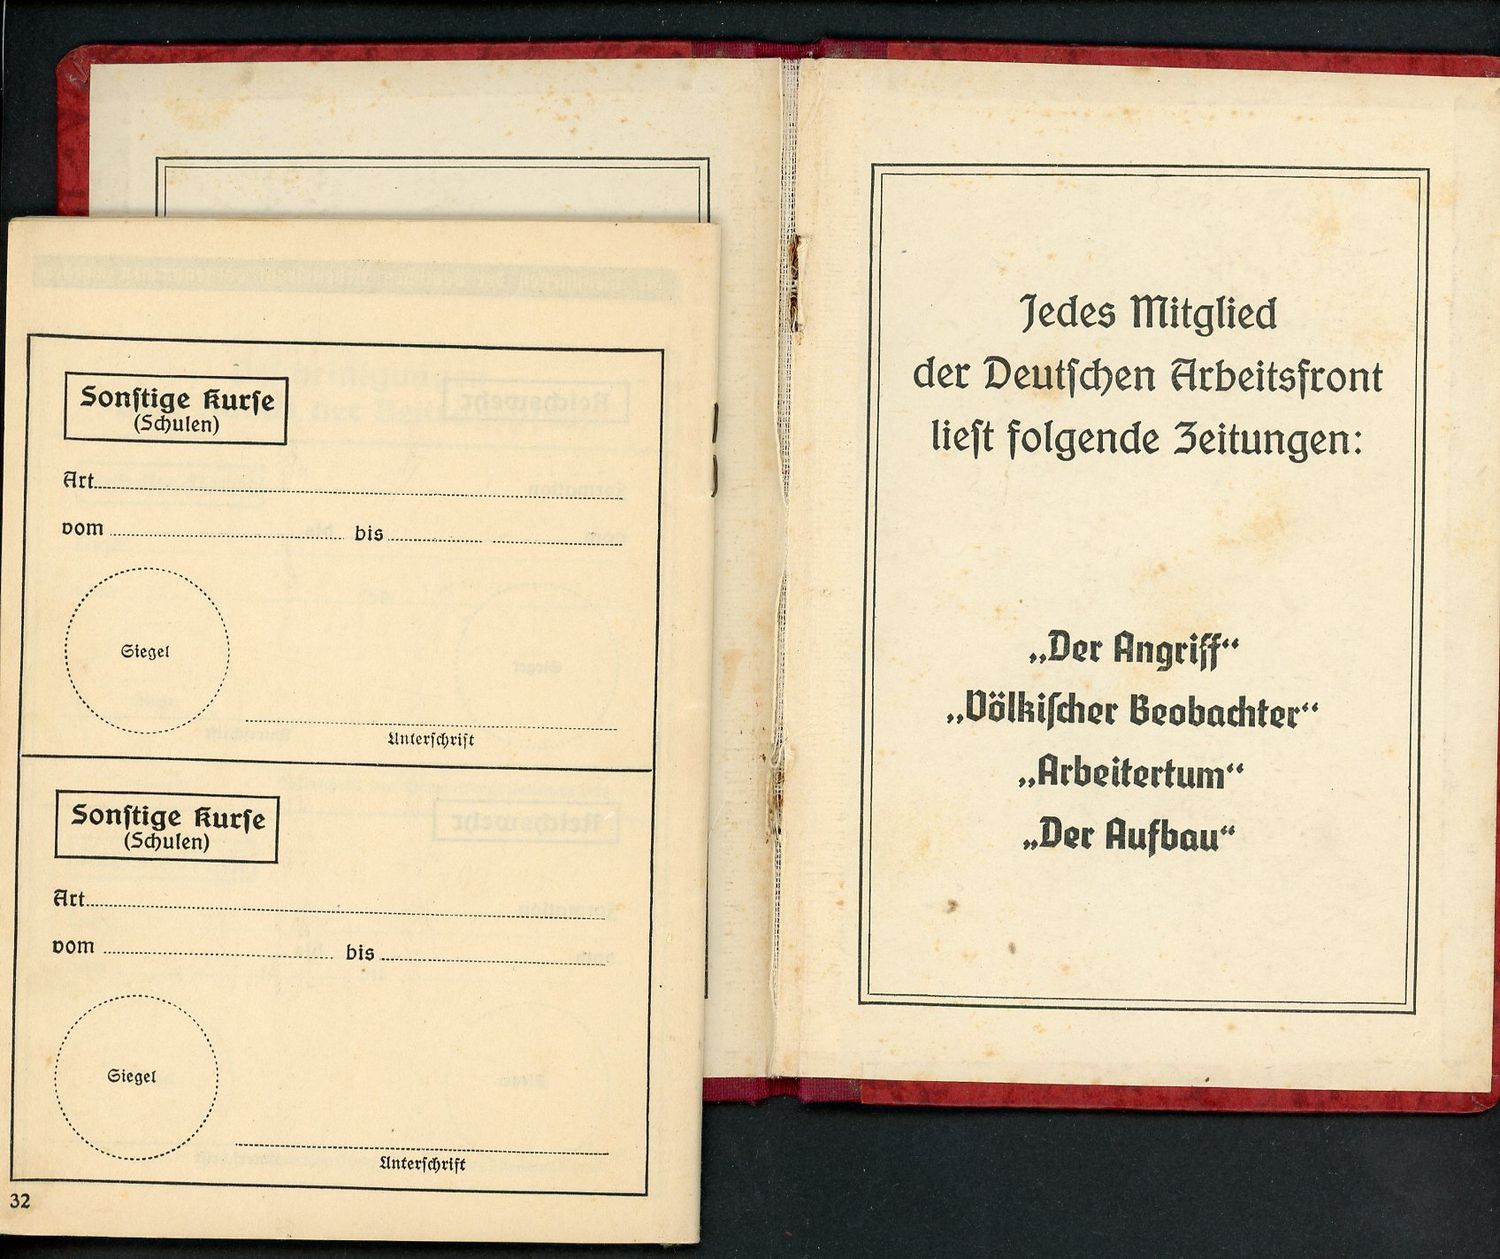 Sonſtige Kurſe
(Schulen)
Art
vom bis
Siegel
Unterſchrift
Sonſtige Kurſe
(Schulen)
Art
vom bis
Siegel
Unterſchrift
32
Jedes Mitglied
der Deutſchen Arbeitsfront
lieſt folgende Zeitungen:
„Der Angriff“
„Völkiſcher Beobachter“
„Arbeitertum“
„Der Aufbau“